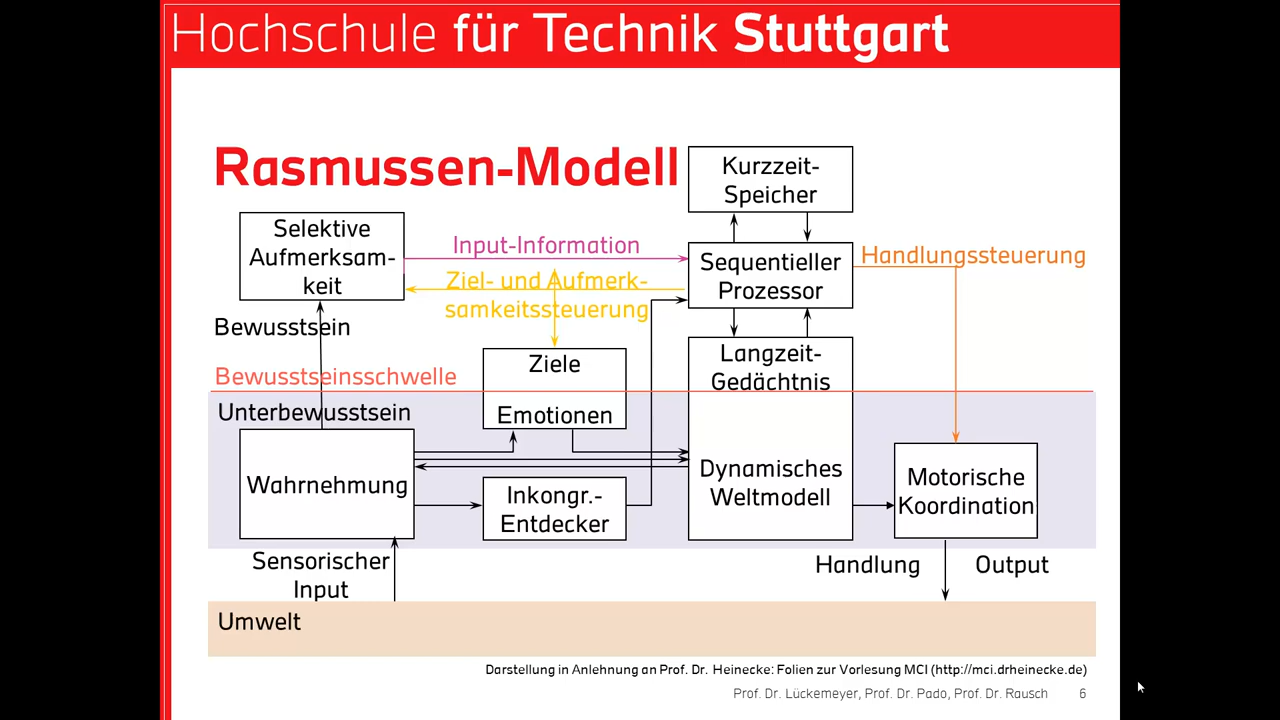 Hochschule für Technik Stuttgart
Rasmussen-Modell
Kurzzeit-
Speicher
Selektive
Aufmerksam-
keit
Input-Information
Ziel- und Aufmerk-
samkeitssteuerung
Sequentieller
Prozessor
Handlungssteuerung
Bewusstsein
Ziele
Emotionen
Langzeit-
Gedächtnis
Bewusstseinsschwelle
Unterbewusstsein
Wahrnehmung
Inkongr.-
Entdecker
Dynamisches
Weltmodell
Motorische
Koordination
Sensorischer
Input
Handlung
Output
Umwelt
Darstellung in Anlehnung an Prof. Dr. Heinecke: Folien zur Vorlesung MCI (http://mci.drheinecke.de)
Prof. Dr. Lückemeyer, Prof. Dr. Pado, Prof. Dr. Rausch 6